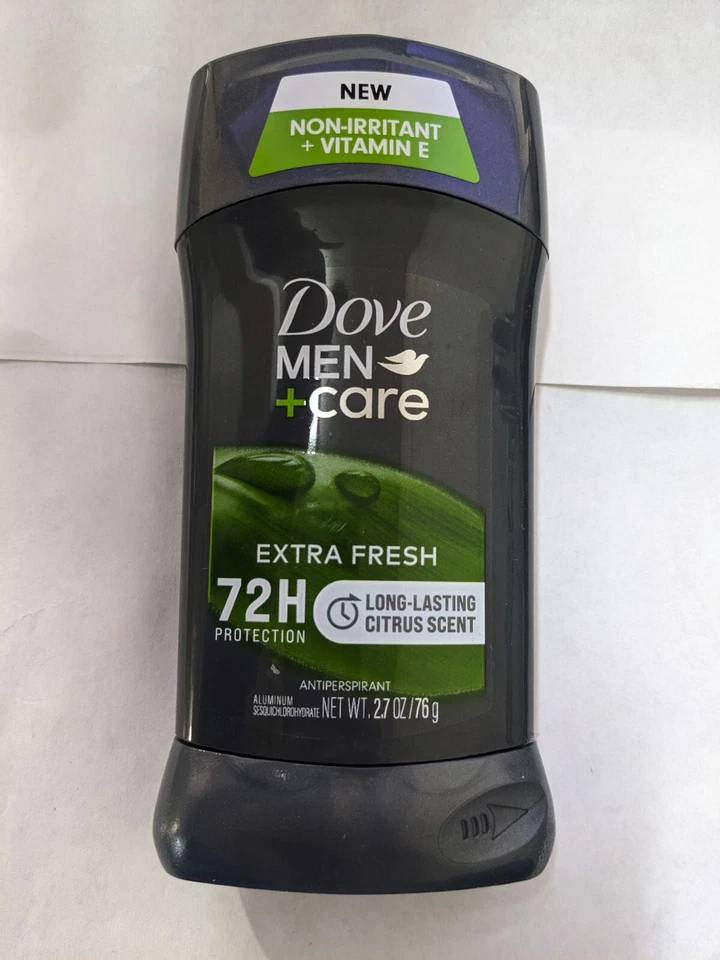 NEW
NON-IRRITANT
+ VITAMIN E
Dove
MEN
+care
EXTRA FRESH
72H
PROTECTION
LONG-LASTING
CITRUS SCENT
ANTIPERSPIRANT
ALUMINUM
SESQUICHLOROHYDRATE
NET WT. 2.7 OZ/76 g